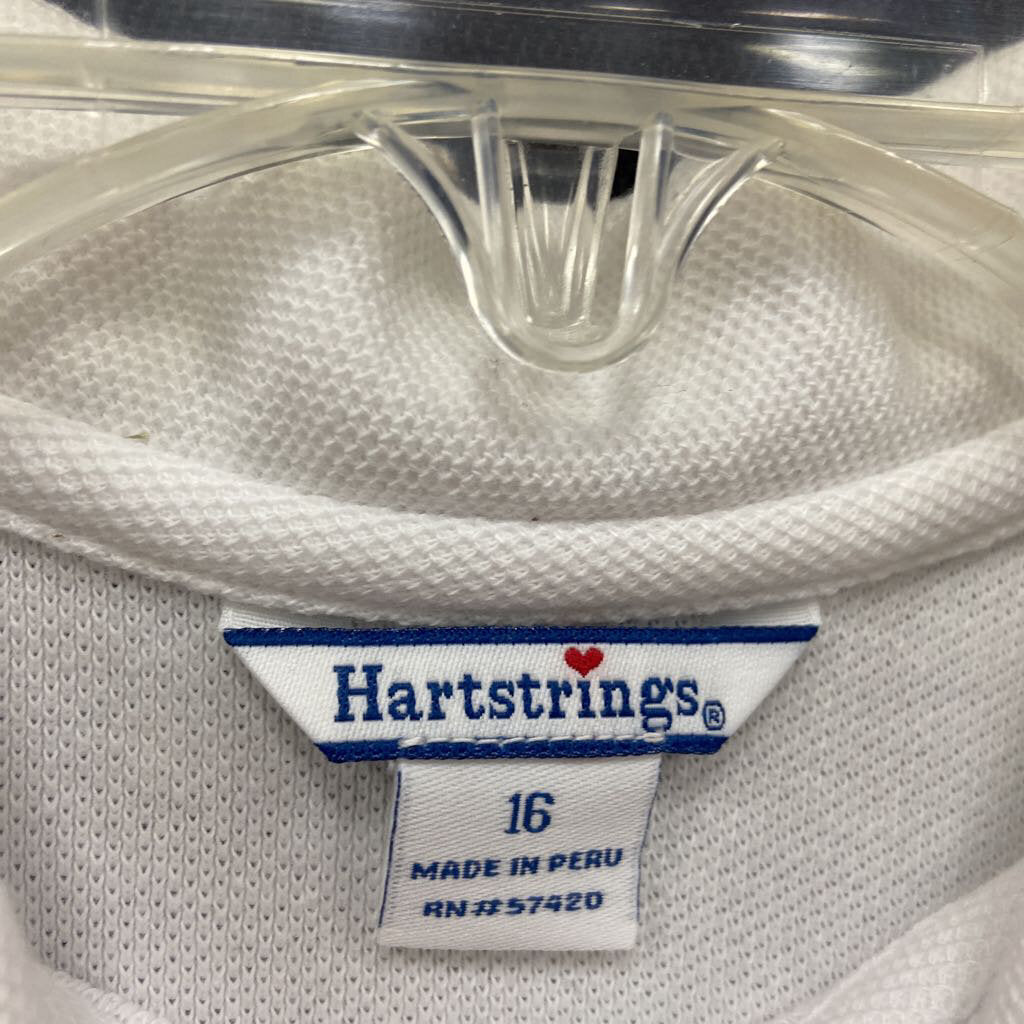 Hartstrings®
16
MADE IN PERU
RN#57420